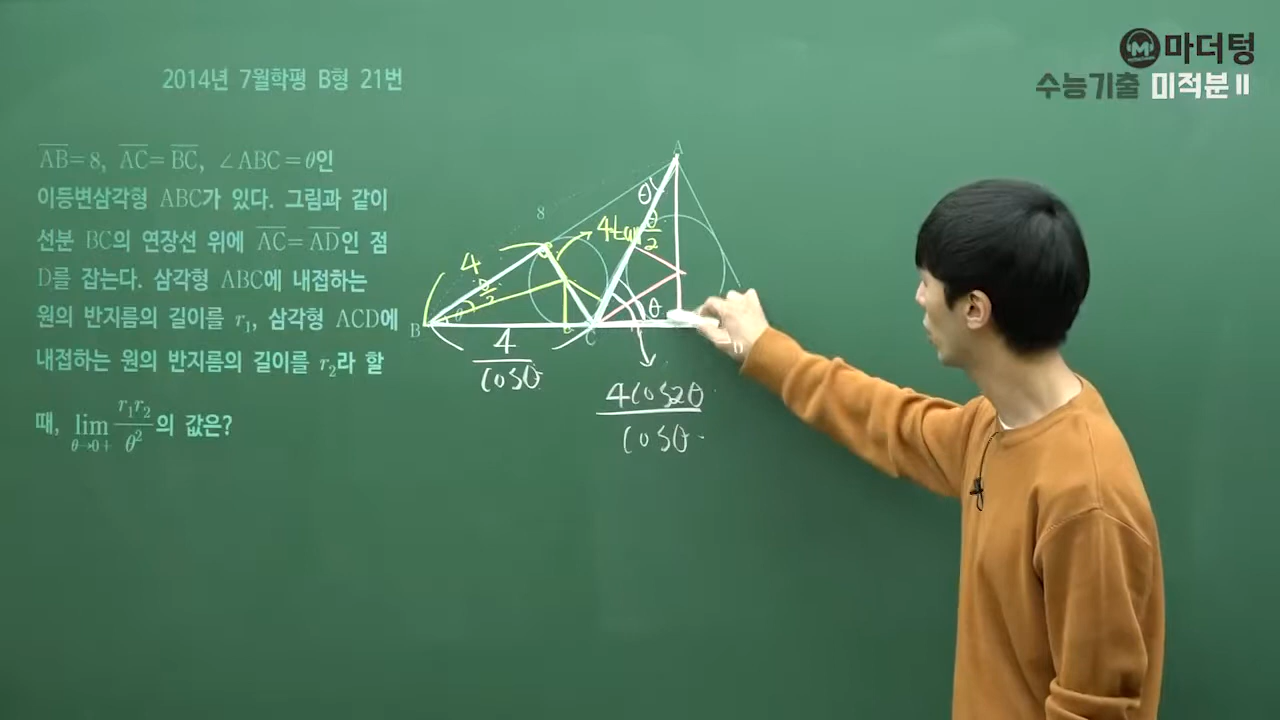 마더텅
수능기출 미적분 II
2014년 7월학평 B형 21번
AB=8, AC=BC, ∠ABC=θ인
이등변삼각형 ABC가 있다. 그림과 같이
선분 BC의 연장선 위에 AC=AD인 점
D를 잡는다. 삼각형 ABC에 내접하는
원의 반지름의 길이를 r₁, 삼각형 ACD에
내접하는 원의 반지름의 길이를 r₂라 할
때, lim θ→0+ r₁r₂/θ² 의 값은?
A
8
θ
4tan θ/2
4
θ/2
θ
θ
B
C
D
4/cosθ
4cos2θ/cosθ